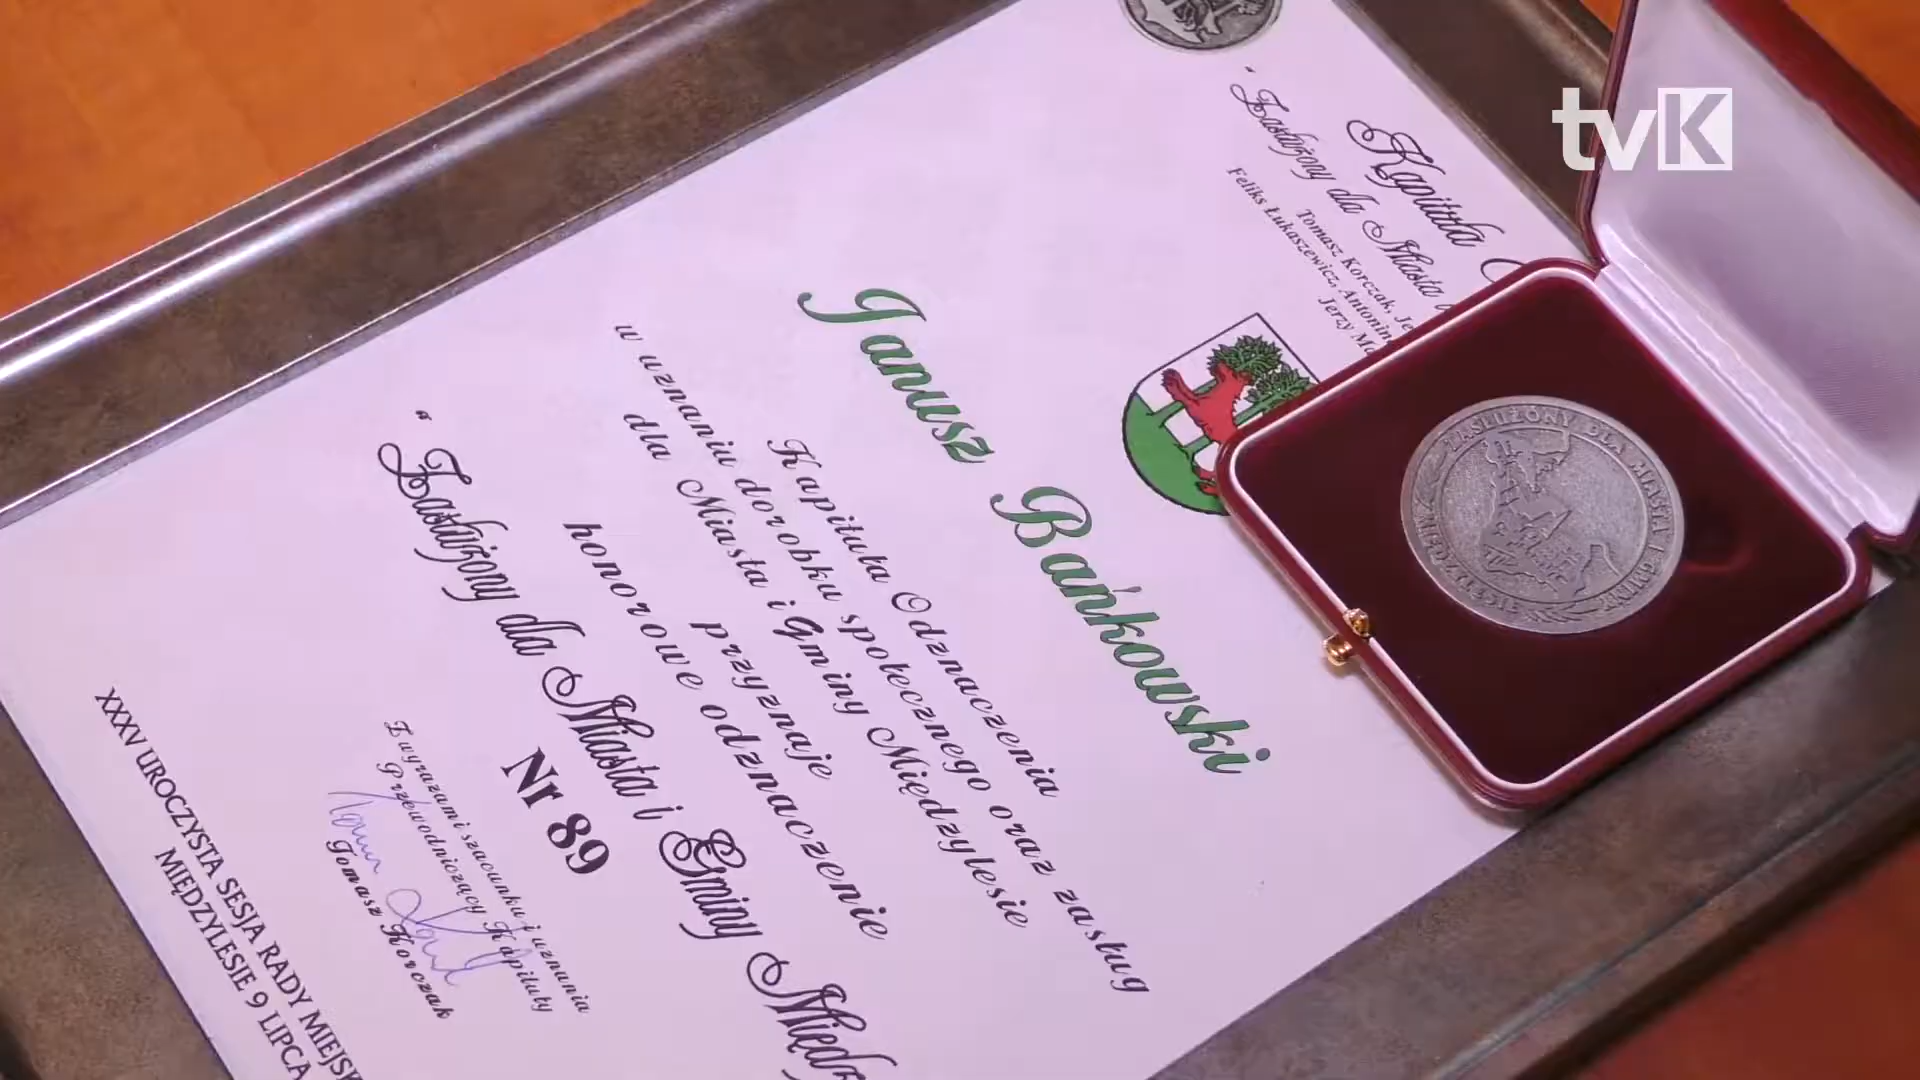 tvK
Kapituła
"Zasłużony dla Miasta
Tomasz Korczak,
Feliks Łukaszewicz, Antonin
Jerzy
Janusz Bańkowski
Kapituła Odznaczenia
w uznaniu dorobku społecznego oraz zasług
dla Miasta i Gminy Międzylesie
przyznaje
honorowe odznaczenie
"Zasłużony dla Miasta i Gminy Międz
Nr 89
Z wyrazami szacunku i uznania
Przewodniczący Kapituły
Tomasz Korczak
XXXV UROCZYSTA SESJA RADY MIEJSK
MIĘDZYLESIE 9 LIPCA
ZASŁUŻONY DLA MIASTA I GMINY
MIĘDZYLESIE